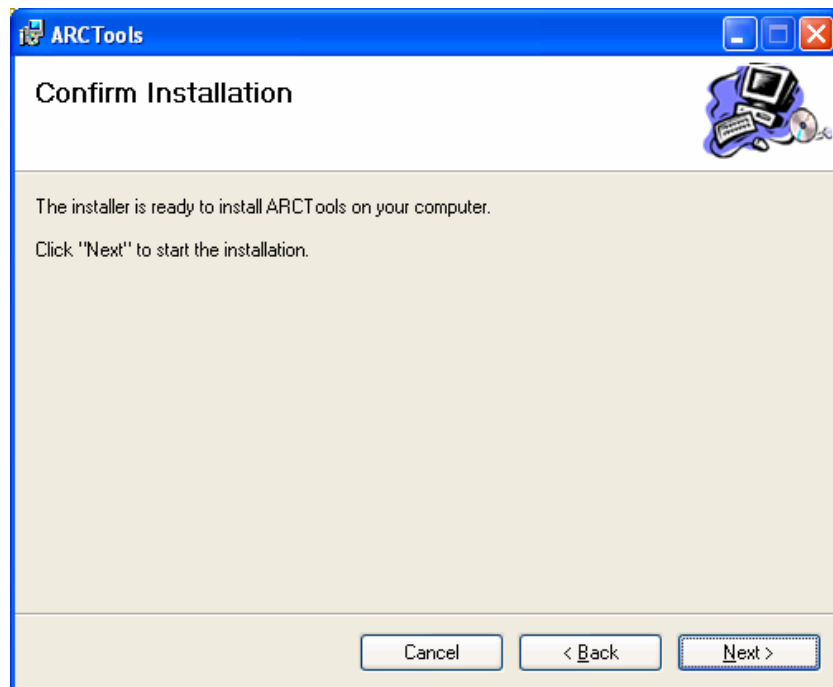 ARCTools
Confirm Installation
The installer is ready to install ARCTools on your computer.
Click "Next" to start the installation.
Cancel
< Back
Next >